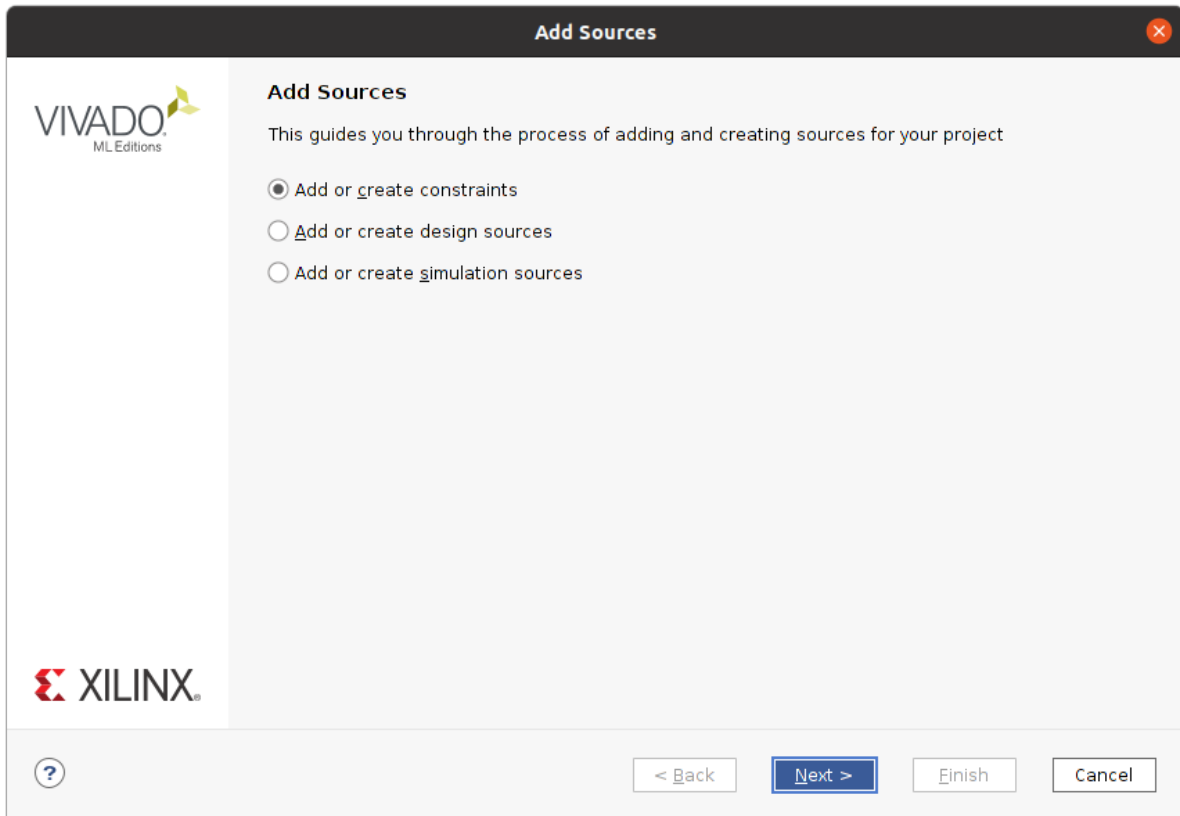 Add Sources
VIVADO.
ML Editions
Add Sources
This guides you through the process of adding and creating sources for your project
Add or create constraints
Add or create design sources
Add or create simulation sources
XILINX.
?
< Back
Next >
Finish
Cancel